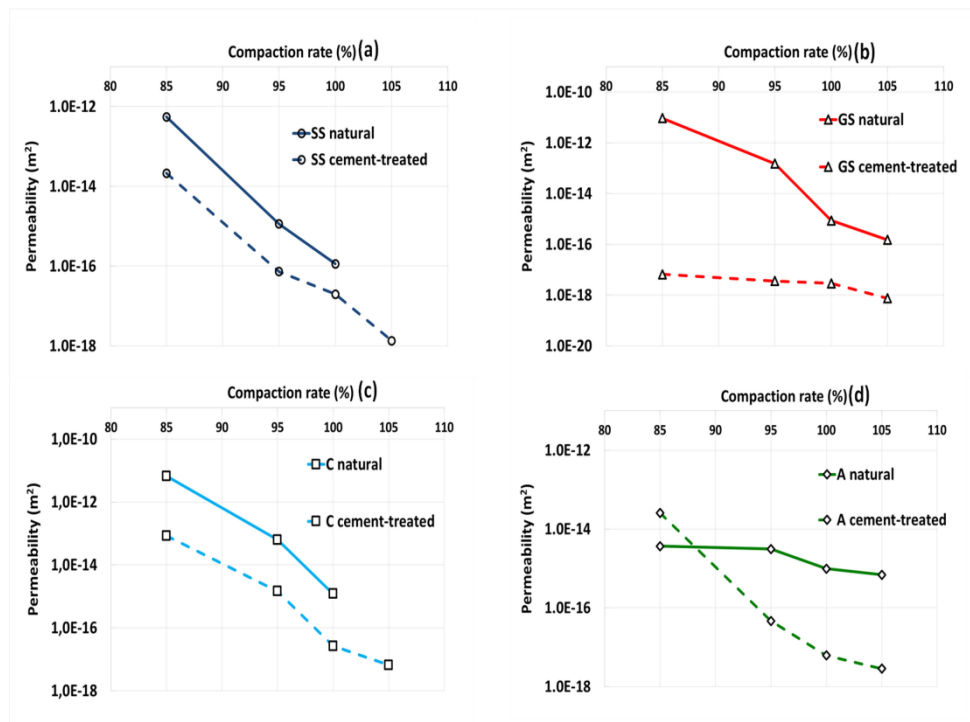 Compaction rate (%) (a)
80 85 90 95 100 105 110
1.0E-12
1.0E-14
1.0E-16
1.0E-18
Permeability (m²)
SS natural
SS cement-treated
Compaction rate (%) (b)
80 85 90 95 100 105 110
1.0E-10
1.0E-12
1.0E-14
1.0E-16
1.0E-18
1.0E-20
Permeability (m²)
GS natural
GS cement-treated
Compaction rate (%) (c)
80 85 90 95 100 105 110
1,0E-10
1,0E-12
1,0E-14
1,0E-16
1,0E-18
Permeability (m²)
C natural
C cement-treated
Compaction rate (%) (d)
80 85 90 95 100 105 110
1.0E-12
1.0E-14
1.0E-16
1.0E-18
Permeability (m²)
A natural
A cement-treated